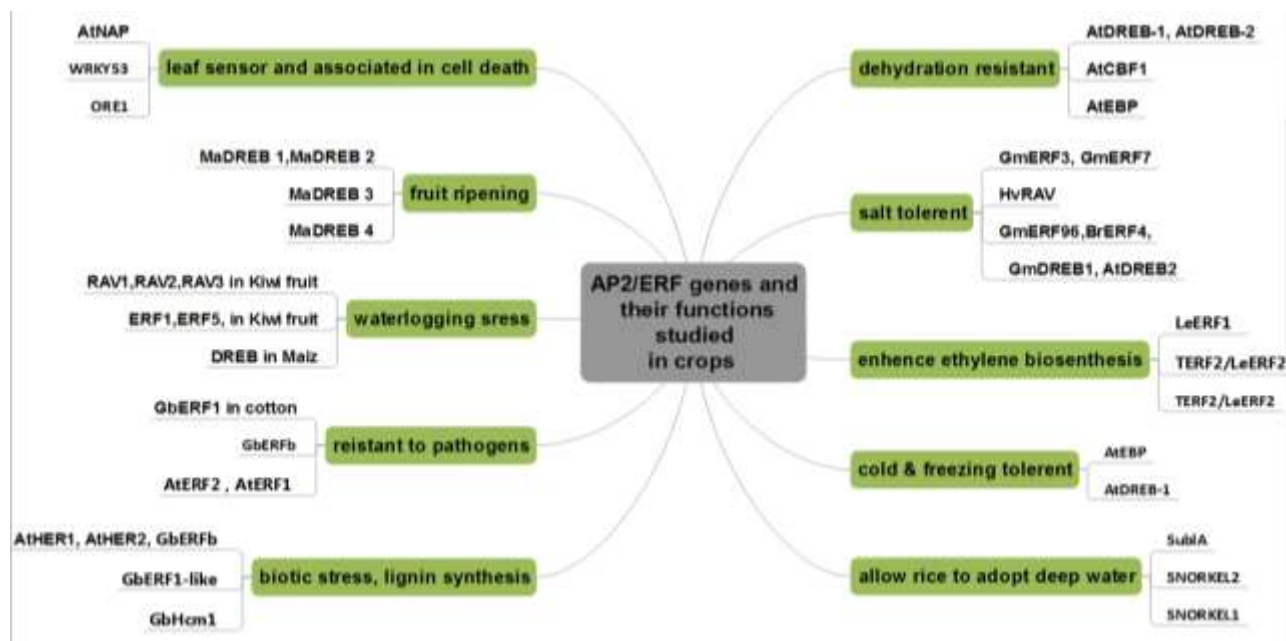 AtNAP
WRKY53
ORE1
leaf sensor and associated in cell death
MaDREB 1,MaDREB 2
MaDREB 3
MaDREB 4
fruit ripening
RAV1,RAV2,RAV3 in Kiwi fruit
ERF1,ERF5, in Kiwi fruit
DREB in Maiz
waterlogging sress
GbERF1 in cotton
GbERFb
AtERF2 , AtERF1
reistant to pathogens
AtHER1, AtHER2, GbERFb
GbERF1-like
GbHcm1
biotic stress, lignin synthesis
AP2/ERF genes and
their functions
studied
in crops
dehydration resistant
AtDREB-1, AtDREB-2
AtCBF1
AtEBP
salt tolerent
GmERF3, GmERF7
HvRAV
GmERF96,BrERF4,
GmDREB1, AtDREB2
enhence ethylene biosenthesis
LeERF1
TERF2/LeERF2
TERF2/LeERF2
cold & freezing tolerent
AtEBP
AtDREB-1
allow rice to adopt deep water
SubIA
SNORKEL2
SNORKEL1